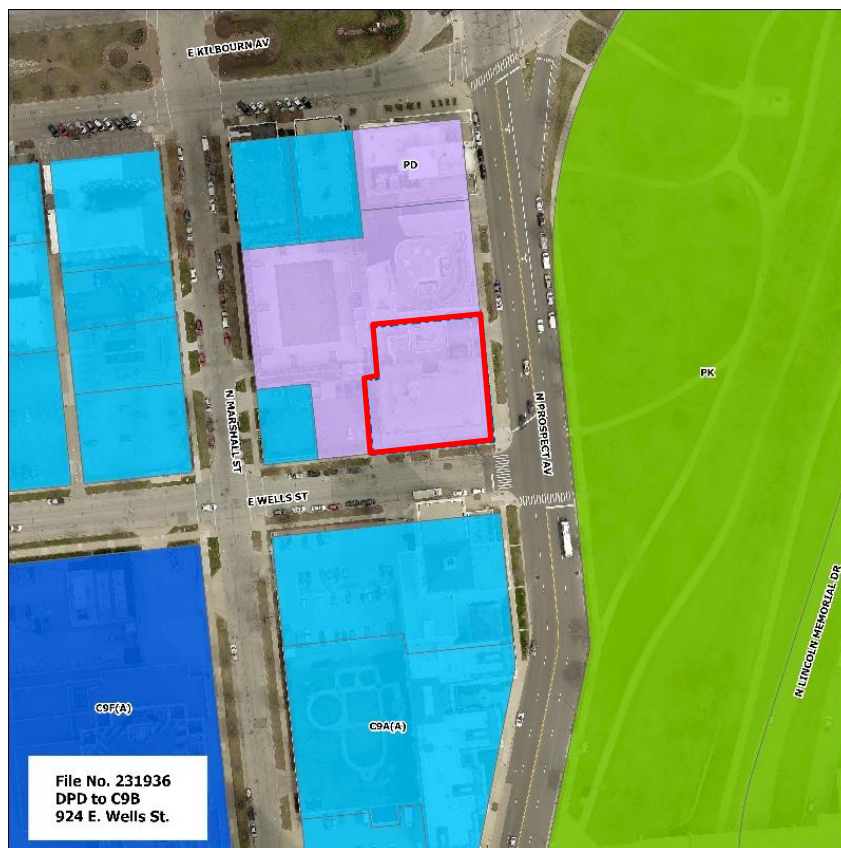 E KILBOURN AV
PD
PK
N MARSHALL ST
N PROSPECT AV
E WELLS ST
N LINCOLN MEMORIAL DR
C9F(A)
C9A(A)
File No. 231936
DPD to C9B
924 E. Wells St.